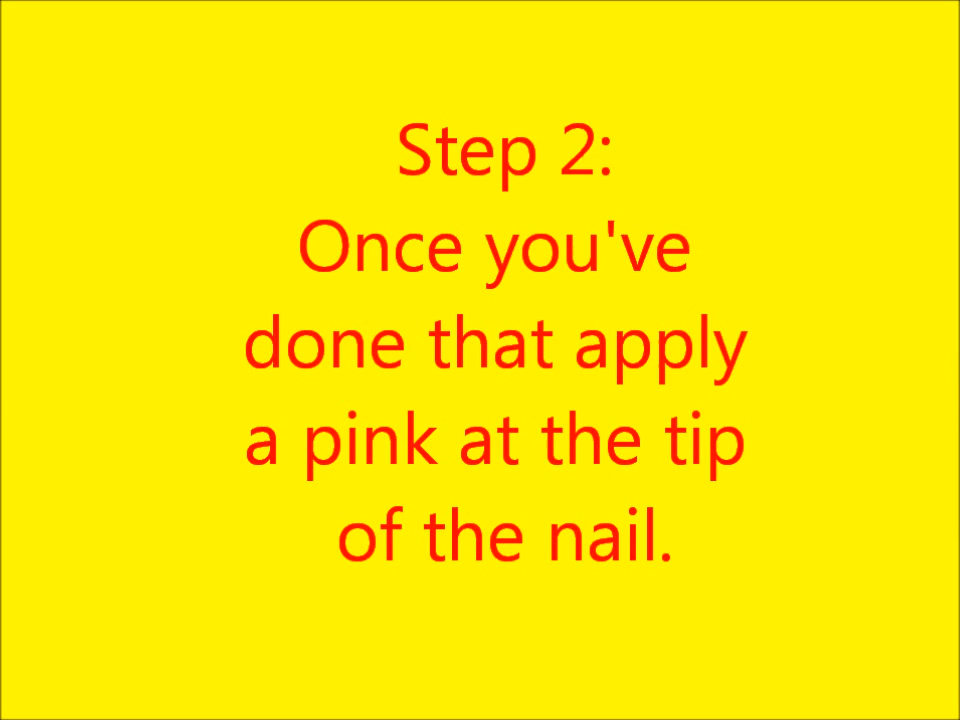 Step 2:
Once you've
done that apply
a pink at the tip
of the nail.